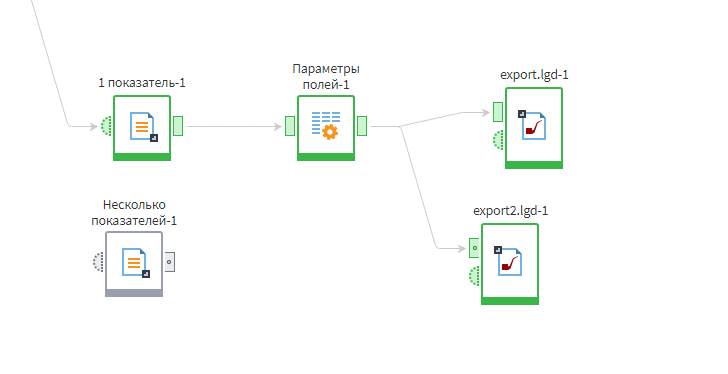 1 показатель-1
Параметры
полей-1
export.lgd-1
Несколько
показателей-1
export2.lgd-1